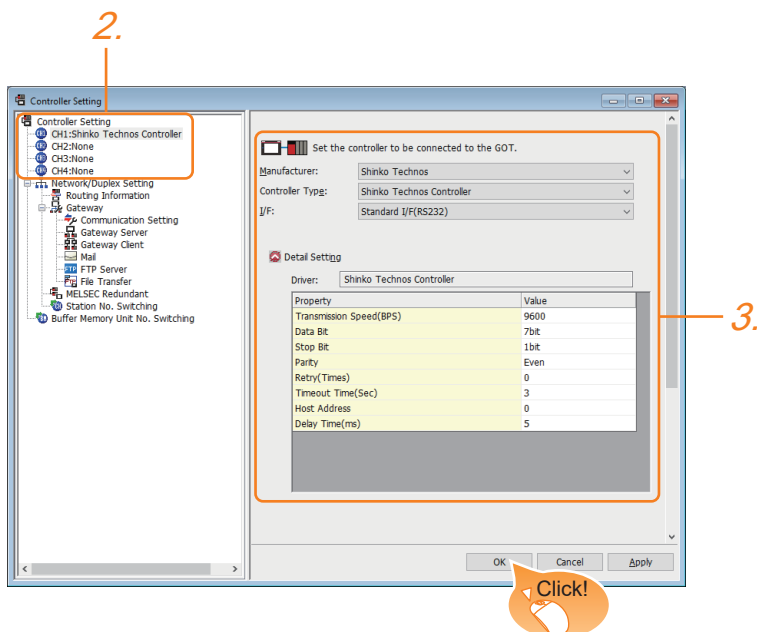 2.
Controller Setting
Controller Setting
CH1:Shinko Technos Controller
CH2:None
CH3:None
CH4:None
Network/Duplex Setting
Routing Information
Gateway
Communication Setting
Gateway Server
Gateway Client
Mail
FTP Server
File Transfer
MELSEC Redundant
Station No. Switching
Buffer Memory Unit No. Switching
Set the controller to be connected to the GOT.
Manufacturer: Shinko Technos
Controller Type: Shinko Technos Controller
I/F: Standard I/F(RS232)
Detail Setting
Driver: Shinko Technos Controller
Property Value
Transmission Speed(BPS) 9600
Data Bit 7bit
Stop Bit 1bit
Parity Even
Retry(Times) 0
Timeout Time(Sec) 3
Host Address 0
Delay Time(ms) 5
3.
OK Cancel Apply
Click!